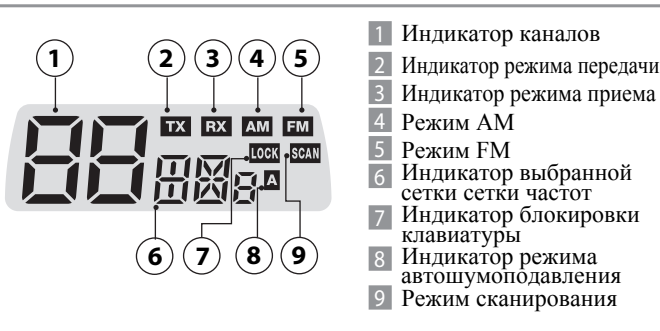 1 2 3 4 5
88 TX RX AM FM
LOCK SCAN
A
6 7 8 9
1 Индикатор каналов
2 Индикатор режима передачи
3 Индикатор режима приема
4 Режим AM
5 Режим FM
6 Индикатор выбранной
сетки сетки частот
7 Индикатор блокировки
клавиатуры
8 Индикатор режима
автошумоподавления
9 Режим сканирования